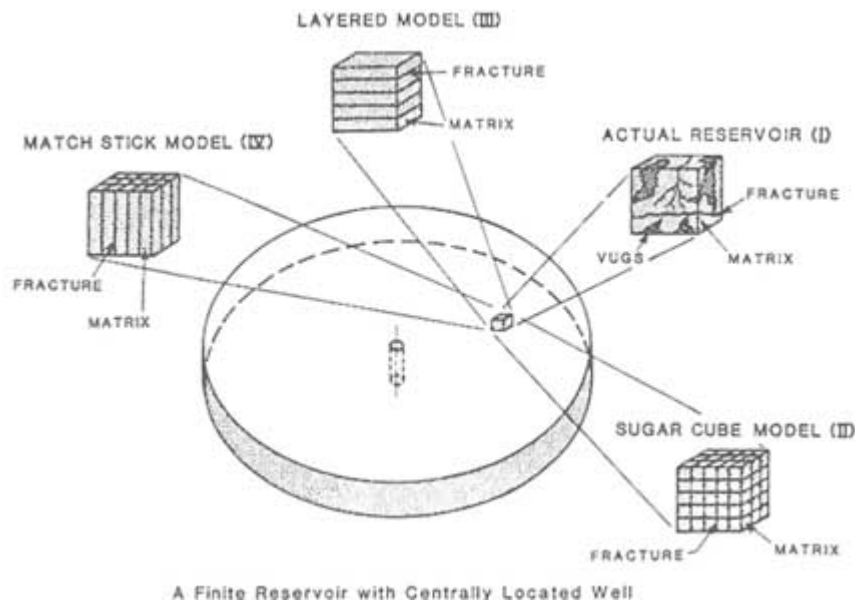 LAYERED MODEL (III)
FRACTURE
MATRIX
MATCH STICK MODEL (IV)
FRACTURE
MATRIX
ACTUAL RESERVOIR (I)
FRACTURE
VUGS
MATRIX
SUGAR CUBE MODEL (II)
FRACTURE
MATRIX
A Finite Reservoir with Centrally Located Well